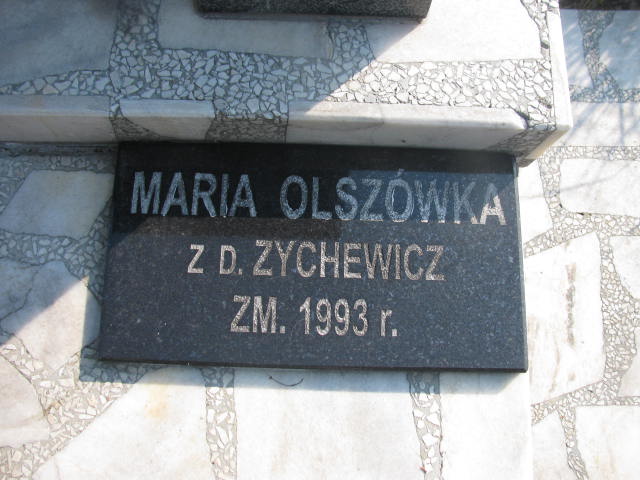 MARIA OLSZÓWKA
Z D. ZYCHEWICZ
ZM. 1993 r.